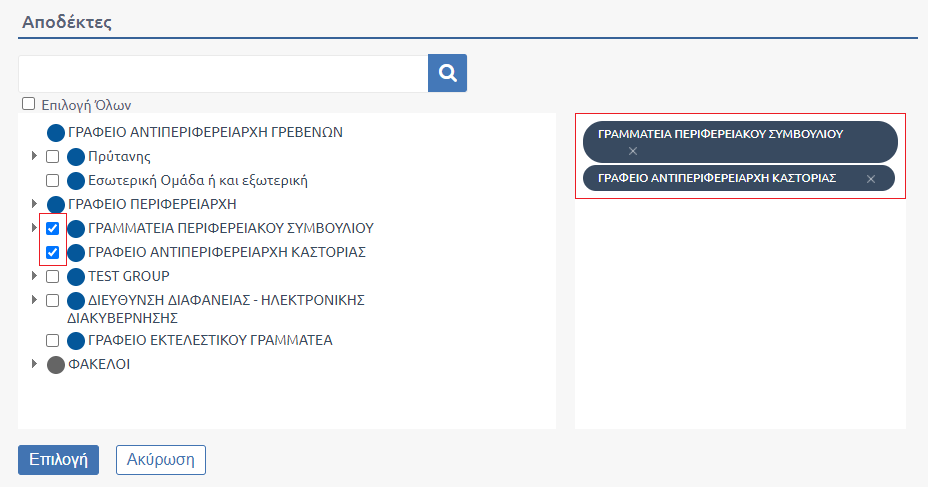 Αποδέκτες
Επιλογή Όλων
ΓΡΑΦΕΙΟ ΑΝΤΙΠΕΡΙΦΕΡΕΙΑΡΧΗ ΓΡΕΒΕΝΩΝ
Πρύτανης
Εσωτερική Ομάδα ή και εξωτερική
ΓΡΑΦΕΙΟ ΠΕΡΙΦΕΡΕΙΑΡΧΗ
ΓΡΑΜΜΑΤΕΙΑ ΠΕΡΙΦΕΡΕΙΑΚΟΥ ΣΥΜΒΟΥΛΙΟΥ
ΓΡΑΦΕΙΟ ΑΝΤΙΠΕΡΙΦΕΡΕΙΑΡΧΗ ΚΑΣΤΟΡΙΑΣ
TEST GROUP
ΔΙΕΥΘΥΝΣΗ ΔΙΑΦΑΝΕΙΑΣ - ΗΛΕΚΤΡΟΝΙΚΗΣ
ΔΙΑΚΥΒΕΡΝΗΣΗΣ
ΓΡΑΦΕΙΟ ΕΚΤΕΛΕΣΤΙΚΟΥ ΓΡΑΜΜΑΤΕΑ
ΦΑΚΕΛΟΙ
ΓΡΑΜΜΑΤΕΙΑ ΠΕΡΙΦΕΡΕΙΑΚΟΥ ΣΥΜΒΟΥΛΙΟΥ
×
ΓΡΑΦΕΙΟ ΑΝΤΙΠΕΡΙΦΕΡΕΙΑΡΧΗ ΚΑΣΤΟΡΙΑΣ ×
Επιλογή Ακύρωση